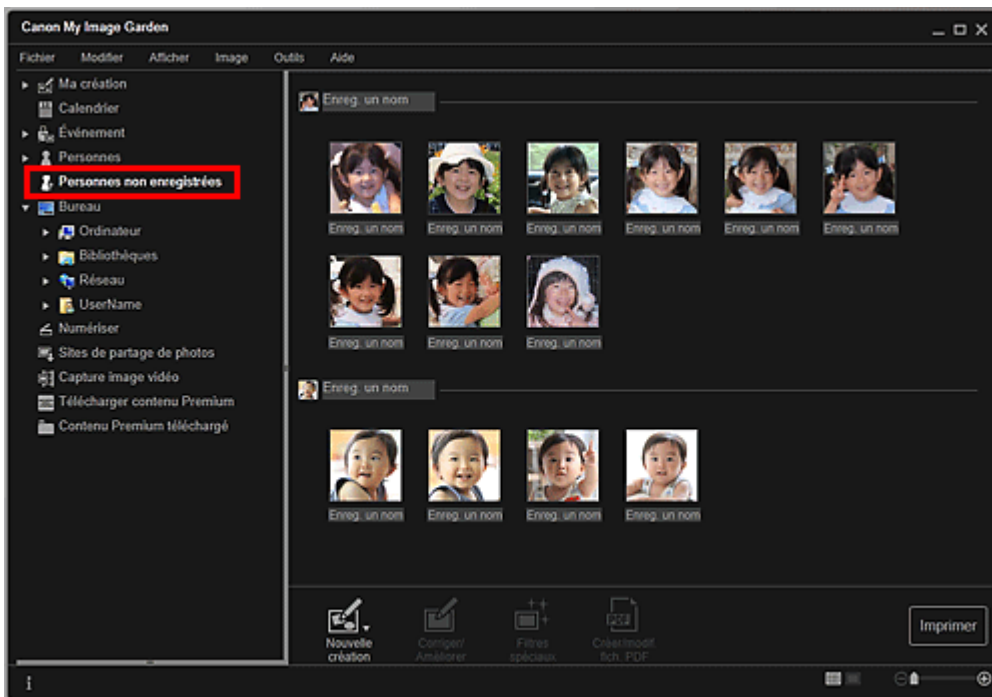 Canon My Image Garden
Fichier Modifier Afficher Image Outils Aide
Ma création
Calendrier
Événement
Personnes
Personnes non enregistrées
Bureau
Ordinateur
Bibliothèques
Réseau
UserName
Numériser
Sites de partage de photos
Capture image vidéo
Télécharger contenu Premium
Contenu Premium téléchargé
Enreg. un nom
Enreg. un nom Enreg. un nom Enreg. un nom Enreg. un nom Enreg. un nom Enreg. un nom
Enreg. un nom Enreg. un nom Enreg. un nom
Enreg. un nom
Enreg. un nom Enreg. un nom Enreg. un nom Enreg. un nom
Nouvelle création
Corriger/ Améliorer
Filtres spéciaux
PDF
Créer/modif. fich. PDF
Imprimer